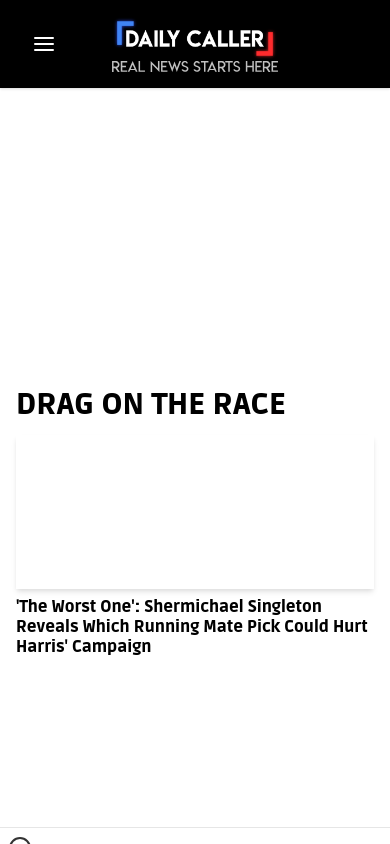 DAILY CALLER
REAL NEWS STARTS HERE
DRAG ON THE RACE
'The Worst One': Shermichael Singleton
Reveals Which Running Mate Pick Could Hurt
Harris' Campaign